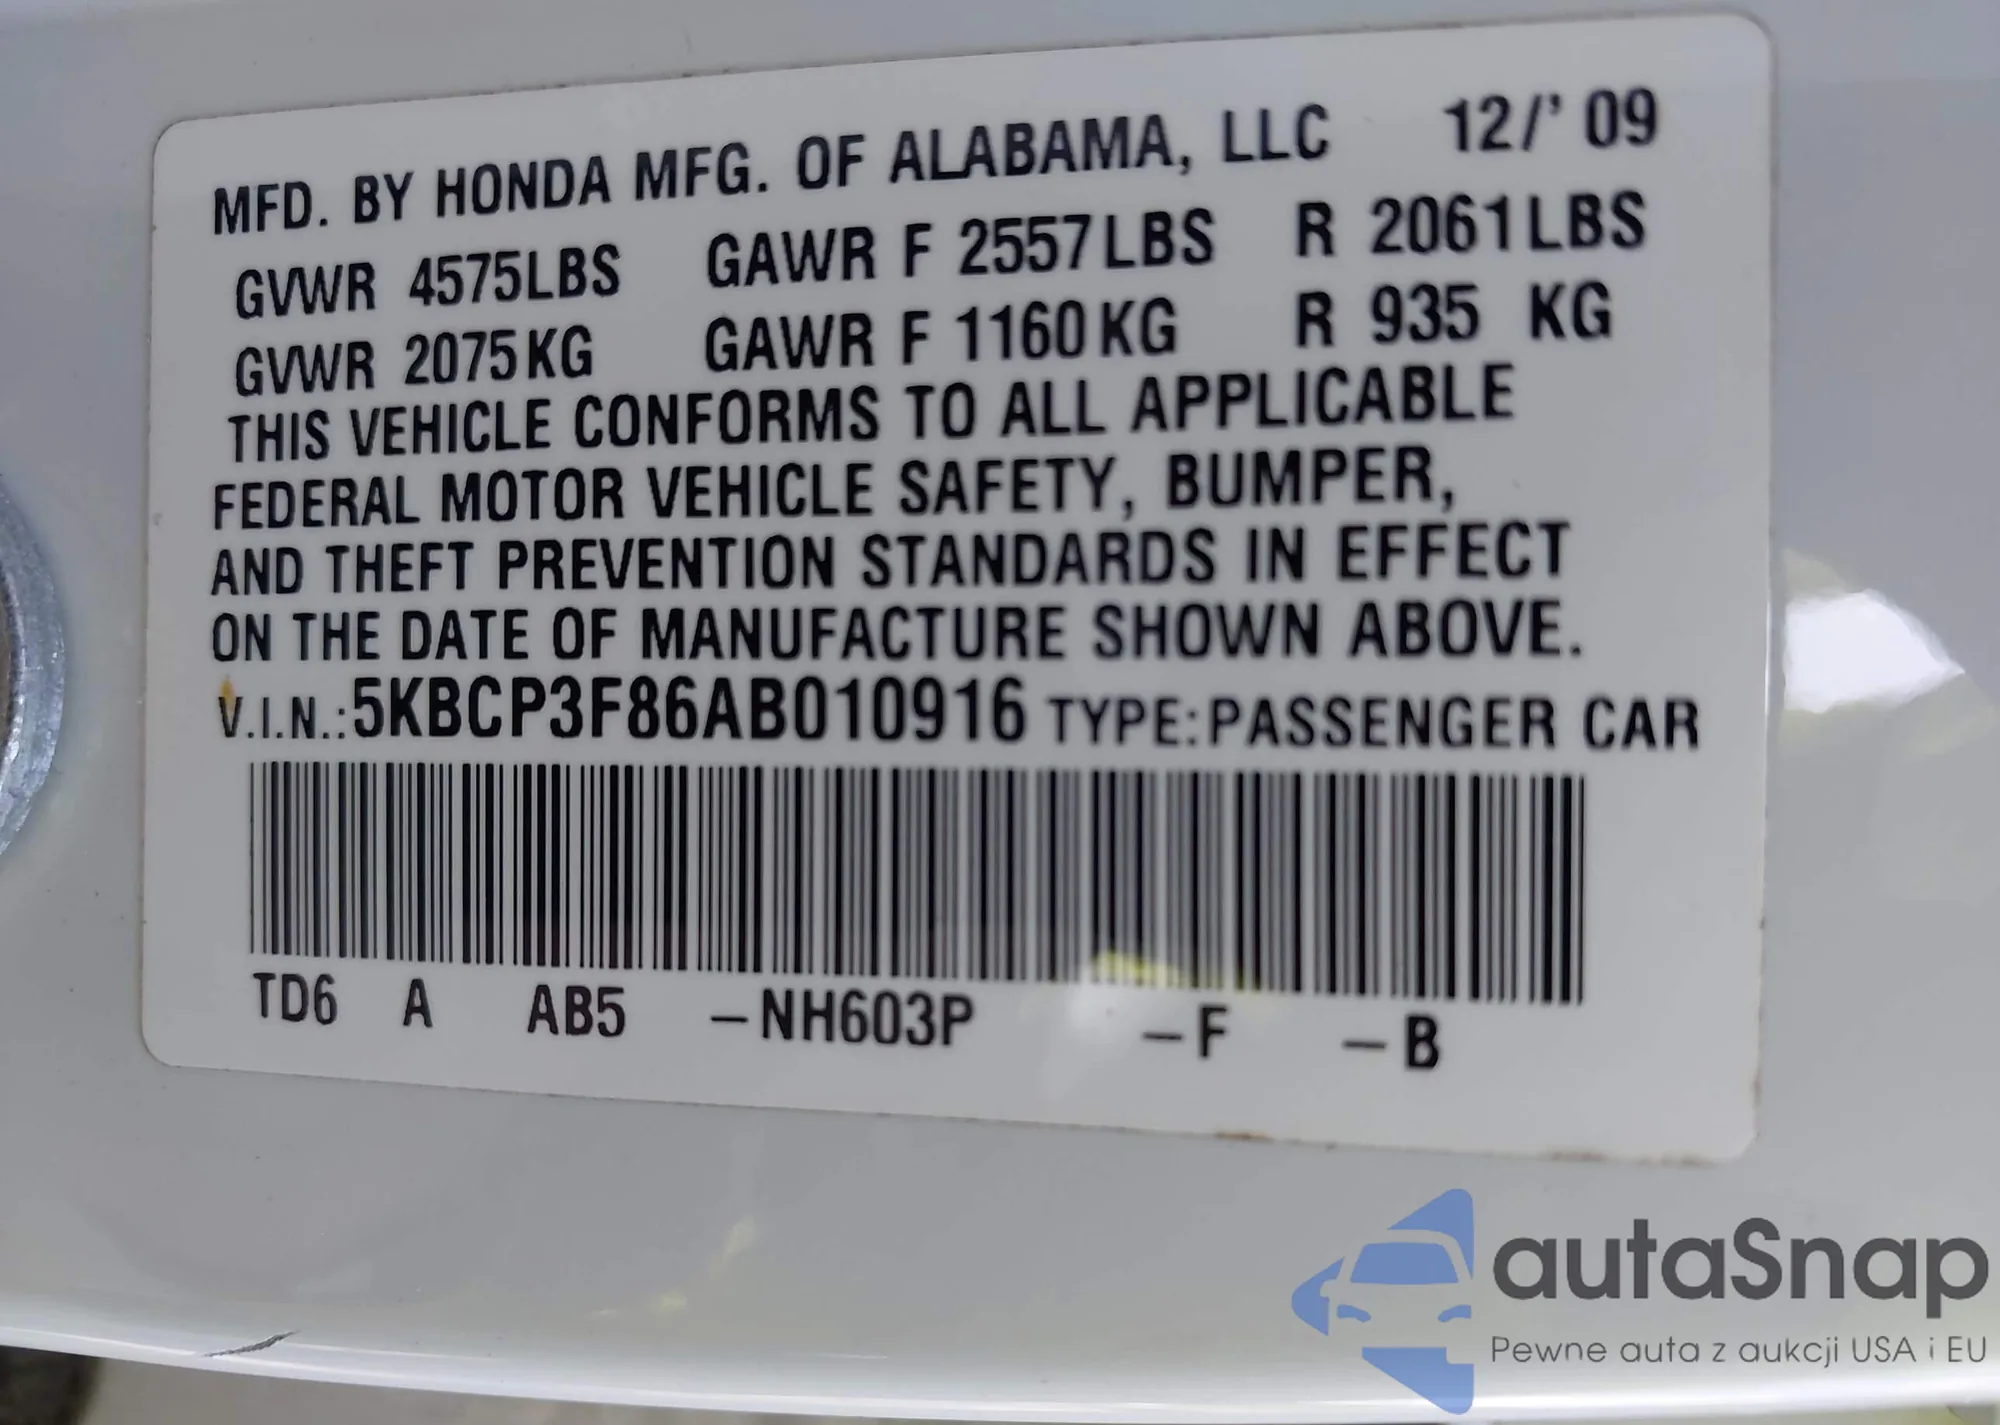 MFD. BY HONDA MFG. OF ALABAMA, LLC 12/' 09
GVWR 4575LBS GAWR F 2557LBS R 2061LBS
GVWR 2075KG GAWR F 1160KG R 935 KG
THIS VEHICLE CONFORMS TO ALL APPLICABLE
FEDERAL MOTOR VEHICLE SAFETY, BUMPER,
AND THEFT PREVENTION STANDARDS IN EFFECT
ON THE DATE OF MANUFACTURE SHOWN ABOVE.
V.I.N.:5KBCP3F86AB010916 TYPE:PASSENGER CAR
TD6 A AB5 –NH603P –F –B
autaSnap
Pewne auta z aukcji USA i EU